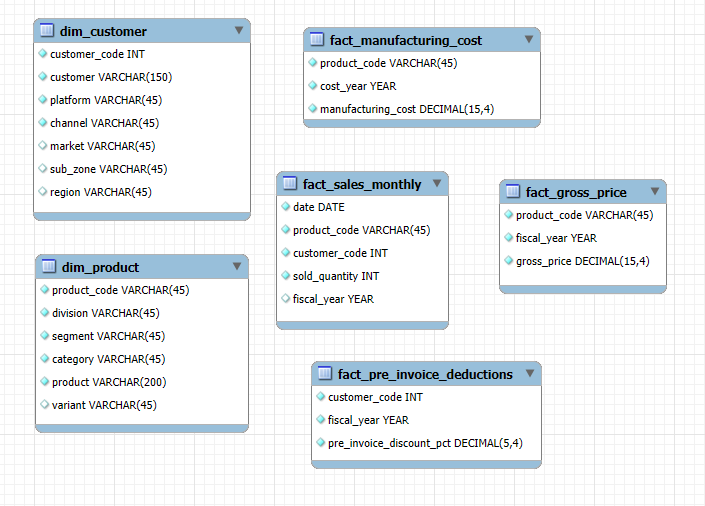 dim_customer
customer_code INT
customer VARCHAR(150)
platform VARCHAR(45)
channel VARCHAR(45)
market VARCHAR(45)
sub_zone VARCHAR(45)
region VARCHAR(45)
fact_manufacturing_cost
product_code VARCHAR(45)
cost_year YEAR
manufacturing_cost DECIMAL(15,4)
fact_sales_monthly
date DATE
product_code VARCHAR(45)
customer_code INT
sold_quantity INT
fiscal_year YEAR
fact_gross_price
product_code VARCHAR(45)
fiscal_year YEAR
gross_price DECIMAL(15,4)
dim_product
product_code VARCHAR(45)
division VARCHAR(45)
segment VARCHAR(45)
category VARCHAR(45)
product VARCHAR(200)
variant VARCHAR(45)
fact_pre_invoice_deductions
customer_code INT
fiscal_year YEAR
pre_invoice_discount_pct DECIMAL(5,4)